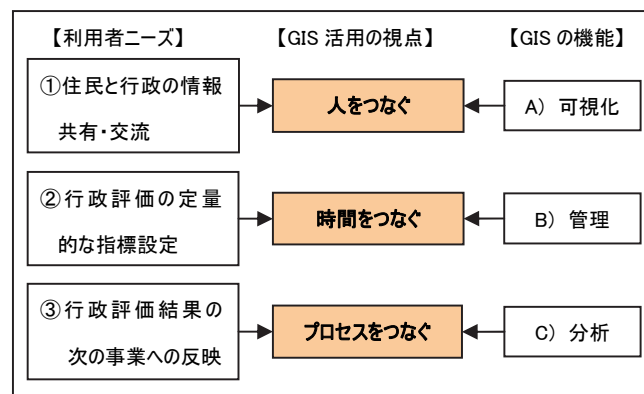 【利用者ニーズ】 【GIS 活用の視点】 【GIS の機能】
①住民と行政の情報
共有・交流
人をつなぐ
A) 可視化
②行政評価の定量
的な指標設定
時間をつなぐ
B) 管理
③行政評価結果の
次の事業への反映
プロセスをつなぐ
C) 分析